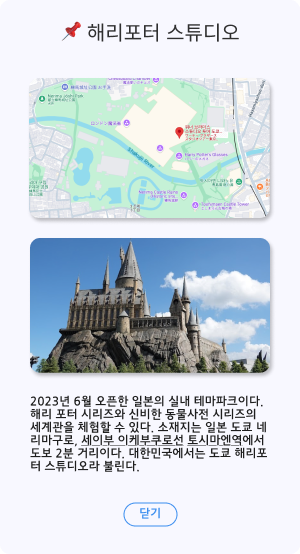 해리포터 스튜디오
2023년 6월 오픈한 일본의 실내 테마파크이다.
해리 포터 시리즈와 신비한 동물사전 시리즈의
세계관을 체험할 수 있다. 소재지는 일본 도쿄 네
리마구로, 세이부 이케부쿠로선 토시마엔역에서
도보 2분 거리이다. 대한민국에서는 도쿄 해리포
터 스튜디오라 불린다.
닫기